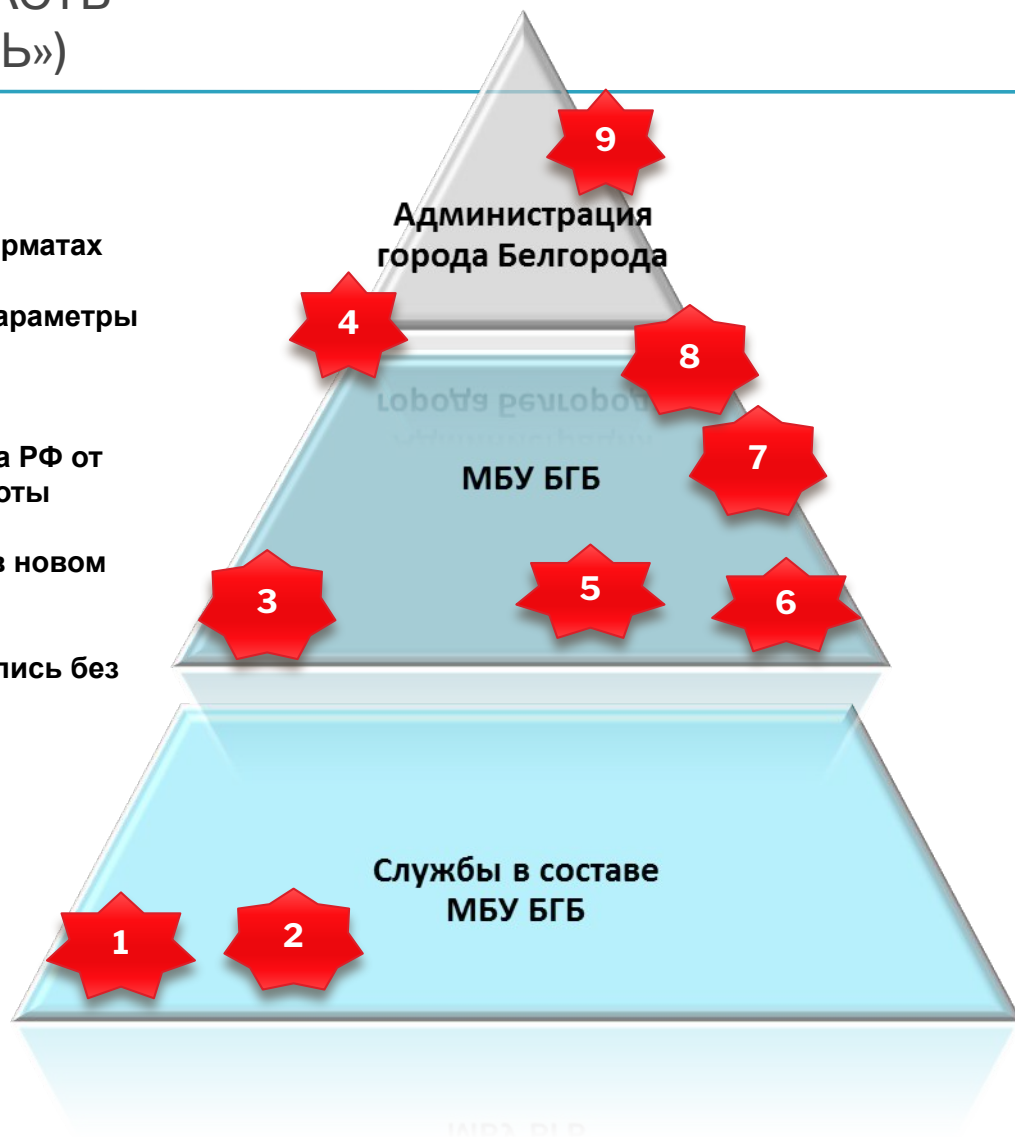 Ь»)
9
Администрация
города Белгорода
рматах
араметры
4
8
а РФ от
оты
7
МБУ БГБ
в новом
3
5
6
лись без
Службы в составе
МБУ БГБ
1
2